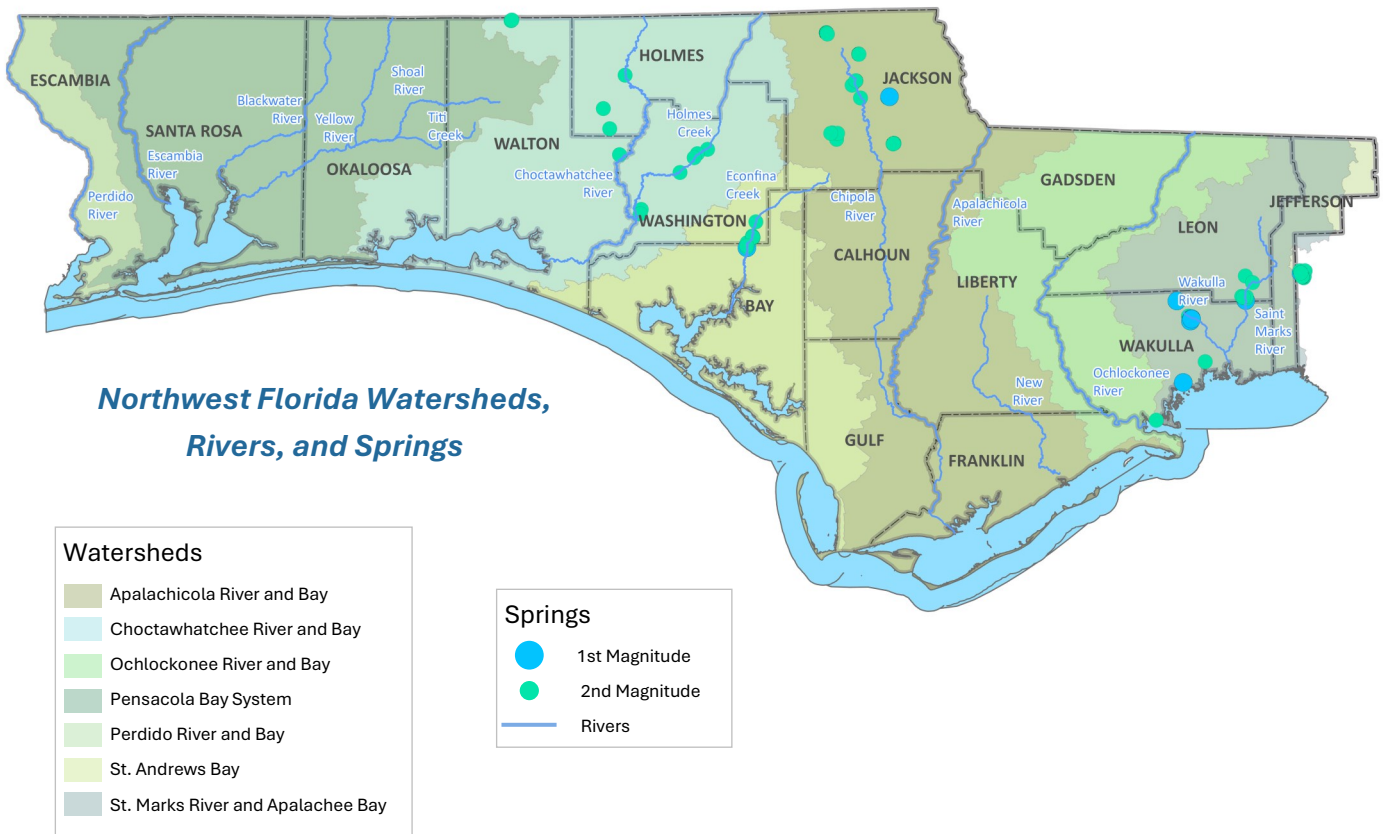 HOLMES
ESCAMBIA
JACKSON
Shoal
River
Blackwater
River
Yellow
River
Titi
Creek
Holmes
Creek
SANTA ROSA
WALTON
Escambia
River
OKALOOSA
Choctawhatchee
River
Econfina
Creek
GADSDEN
Perdido
River
Chipola
River
Apalachicola
River
JEFFERSON
WASHINGTON
LEON
CALHOUN
LIBERTY
Wakulla
River
BAY
Saint
Marks
River
WAKULLA
Ochlockonee
River
New
River
Northwest Florida Watersheds,
Rivers, and Springs
GULF
FRANKLIN
Watersheds
Apalachicola River and Bay
Choctawhatchee River and Bay
Ochlockonee River and Bay
Pensacola Bay System
Perdido River and Bay
St. Andrews Bay
St. Marks River and Apalachee Bay
Springs
1st Magnitude
2nd Magnitude
Rivers